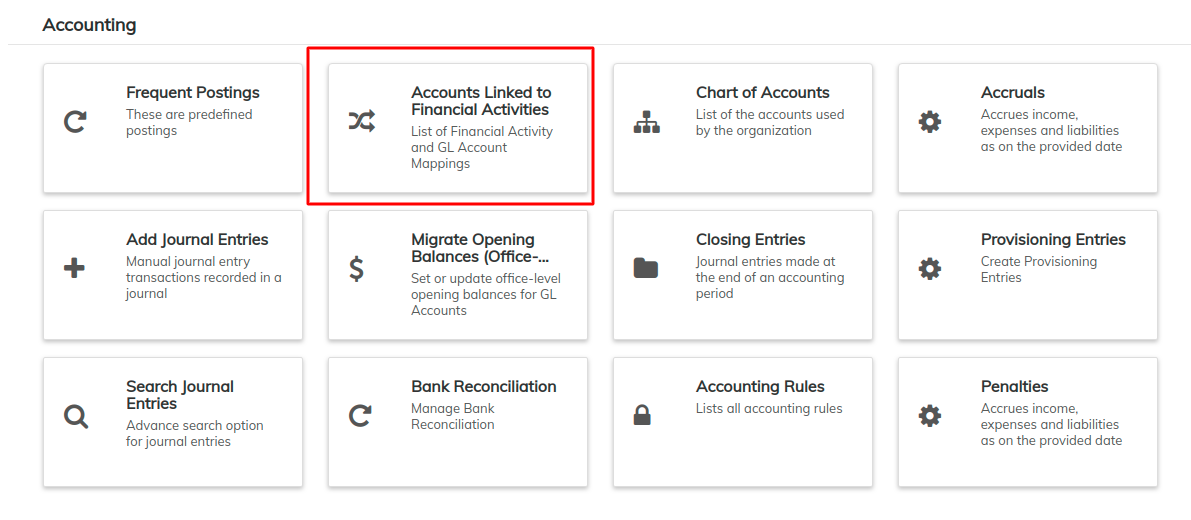 Accounting
Frequent Postings
These are predefined
postings
Accounts Linked to
Financial Activities
List of Financial Activity
and GL Account
Mappings
Chart of Accounts
List of the accounts used
by the organization
Accruals
Accrues income,
expenses and liabilities
as on the provided date
Add Journal Entries
Manual journal entry
transactions recorded in a
journal
Migrate Opening
Balances (Office-...
Set or update office-level
opening balances for GL
Accounts
Closing Entries
Journal entries made at
the end of an accounting
period
Provisioning Entries
Create Provisioning
Entries
Search Journal
Entries
Advance search option
for journal entries
Bank Reconciliation
Manage Bank
Reconciliation
Accounting Rules
Lists all accounting rules
Penalties
Accrues income,
expenses and liabilities
as on the provided date